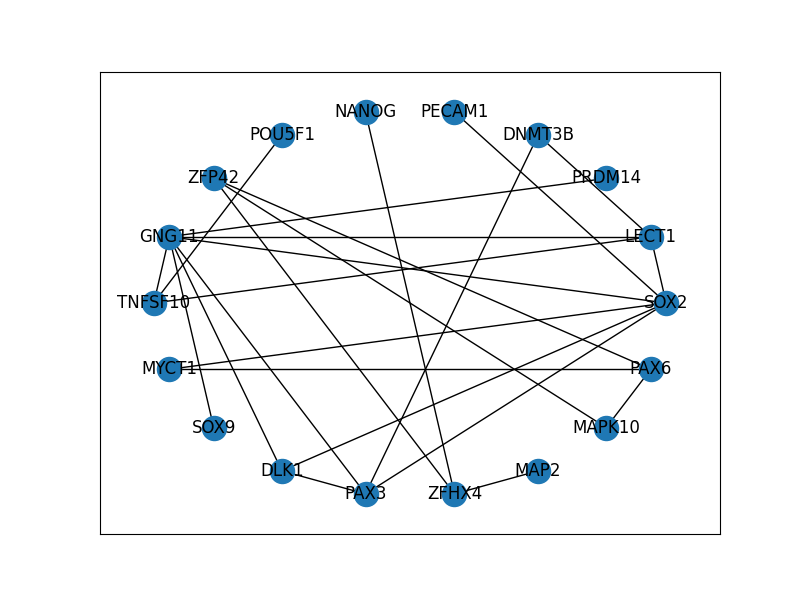 NANOG PECAM1
POU5F1 DNMT3B
ZFP42 PRDM14
GNG11 LECT1
TNFSF10 SOX2
MYCT1 PAX6
SOX9 MAPK10
DLK1 MAP2
PAX3 ZFHX4